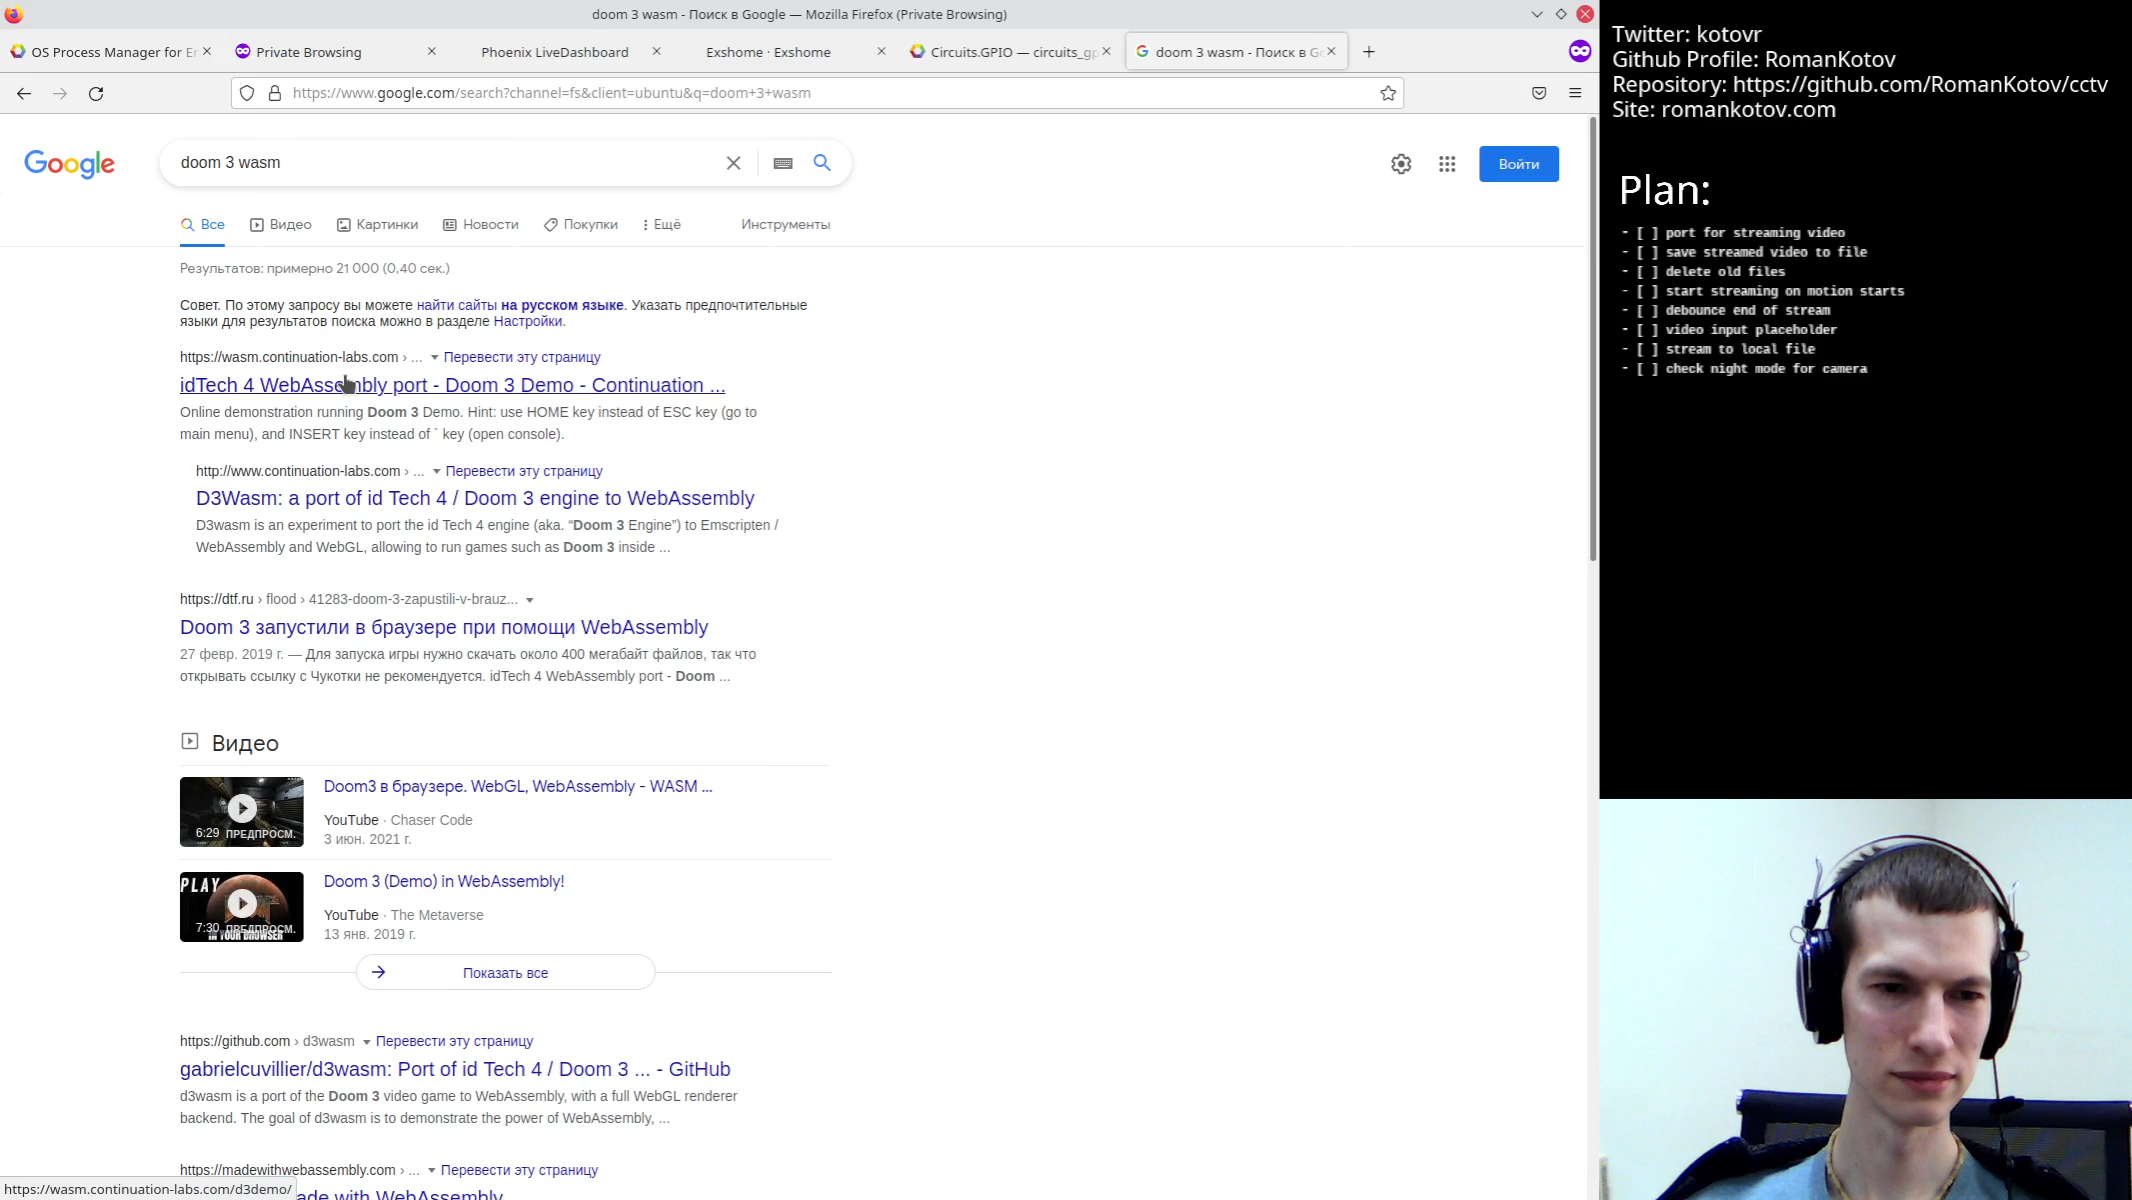 doom 3 wasm - Поиск в Google — Mozilla Firefox (Private Browsing)
OS Process Manager for Er
Private Browsing
Phoenix LiveDashboard
Exshome · Exshome
Circuits.GPIO — circuits_gp
doom 3 wasm - Поиск в Go
https://www.google.com/search?channel=fs&client=ubuntu&q=doom+3+wasm
Google
doom 3 wasm
Войти
Все
Видео
Картинки
Новости
Покупки
Ещё
Инструменты
Результатов: примерно 21 000 (0,40 сек.)
Совет. По этому запросу вы можете найти сайты на русском языке. Указать предпочтительные
языки для результатов поиска можно в разделе Настройки.
https://wasm.continuation-labs.com › ... Перевести эту страницу
idTech 4 WebAssembly port - Doom 3 Demo - Continuation ...
Online demonstration running Doom 3 Demo. Hint: use HOME key instead of ESC key (go to
main menu), and INSERT key instead of ` key (open console).
http://www.continuation-labs.com › ... Перевести эту страницу
D3Wasm: a port of id Tech 4 / Doom 3 engine to WebAssembly
D3wasm is an experiment to port the id Tech 4 engine (aka. “Doom 3 Engine”) to Emscripten /
WebAssembly and WebGL, allowing to run games such as Doom 3 inside ...
https://dtf.ru › flood › 41283-doom-3-zapustili-v-brauz...
Doom 3 запустили в браузере при помощи WebAssembly
27 февр. 2019 г. — Для запуска игры нужно скачать около 400 мегабайт файлов, так что
открывать ссылку с Чукотки не рекомендуется. idTech 4 WebAssembly port - Doom ...
Видео
6:29 ПРЕДПРОСМ.
Doom3 в браузере. WebGL, WebAssembly - WASM ...
YouTube · Chaser Code
3 июн. 2021 г.
PLAY
7:30 ПРЕДПРОСМ.
IN YOUR BROWSER
Doom 3 (Demo) in WebAssembly!
YouTube · The Metaverse
13 янв. 2019 г.
Показать все
https://github.com › d3wasm Перевести эту страницу
gabrielcuvillier/d3wasm: Port of id Tech 4 / Doom 3 ... - GitHub
d3wasm is a port of the Doom 3 video game to WebAssembly, with a full WebGL renderer
backend. The goal of d3wasm is to demonstrate the power of WebAssembly, ...
https://madewithwebassembly.com › ... Перевести эту страницу
ade with WebAssembly
https://wasm.continuation-labs.com/d3demo/
Twitter: kotovr
Github Profile: RomanKotov
Repository: https://github.com/RomanKotov/cctv
Site: romankotov.com
Plan:
- [ ] port for streaming video
- [ ] save streamed video to file
- [ ] delete old files
- [ ] start streaming on motion starts
- [ ] debounce end of stream
- [ ] video input placeholder
- [ ] stream to local file
- [ ] check night mode for camera